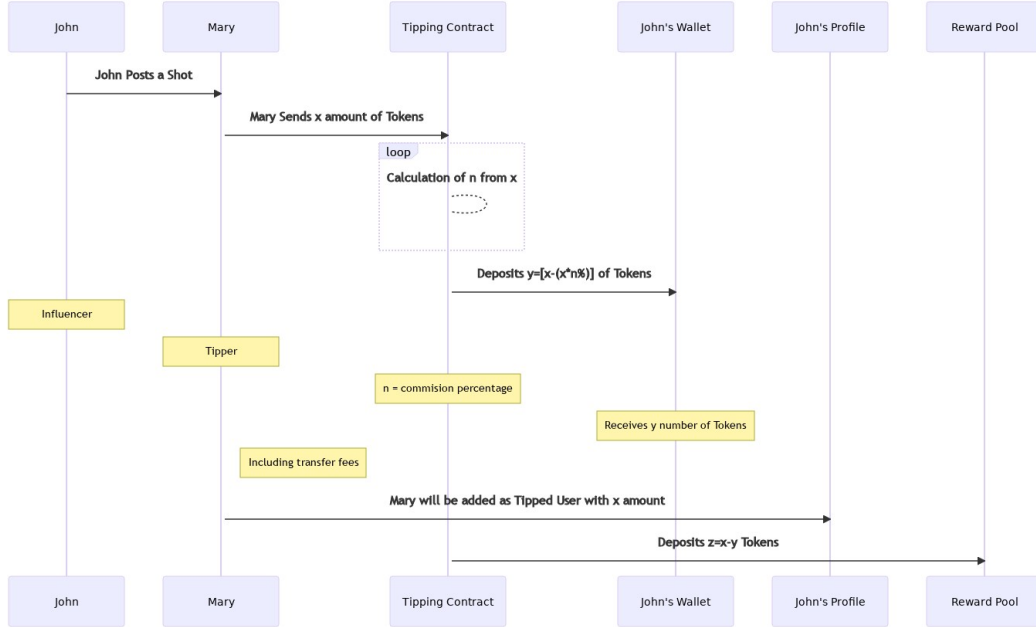 John
Mary
Tipping Contract
John's Wallet
John's Profile
Reward Pool
John Posts a Shot
Mary Sends x amount of Tokens
loop
Calculation of n from x
Deposits y=[x-(x*n%)] of Tokens
Influencer
Tipper
n = commision percentage
Receives y number of Tokens
Including transfer fees
Mary will be added as Tipped User with x amount
Deposits z=x-y Tokens
John
Mary
Tipping Contract
John's Wallet
John's Profile
Reward Pool